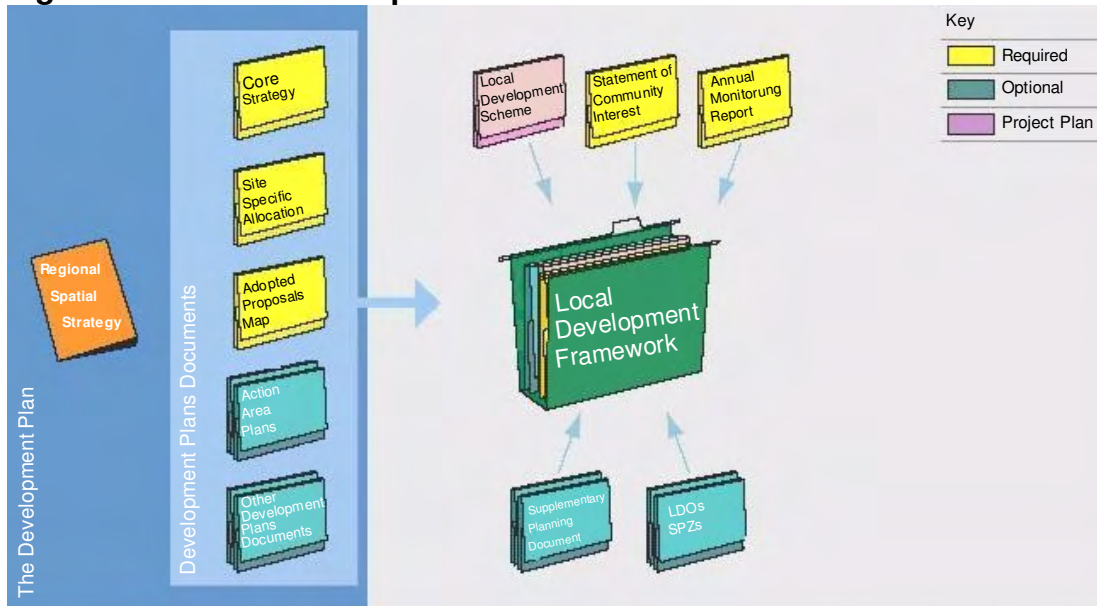 The Development Plan
Regional
Spatial
Strategy
Development Plans Documents
Core
Strategy
Site
Specific
Allocation
Adopted
Proposals
Map
Action
Area
Plans
Other
Development
Plans
Documents
Local
Development
Scheme
Statement of
Community
Interest
Annual
Monitorung
Report
Local
Development
Framework
Supplementary
Planning
Document
LDOs
SPZs
Key
Required
Optional
Project Plan